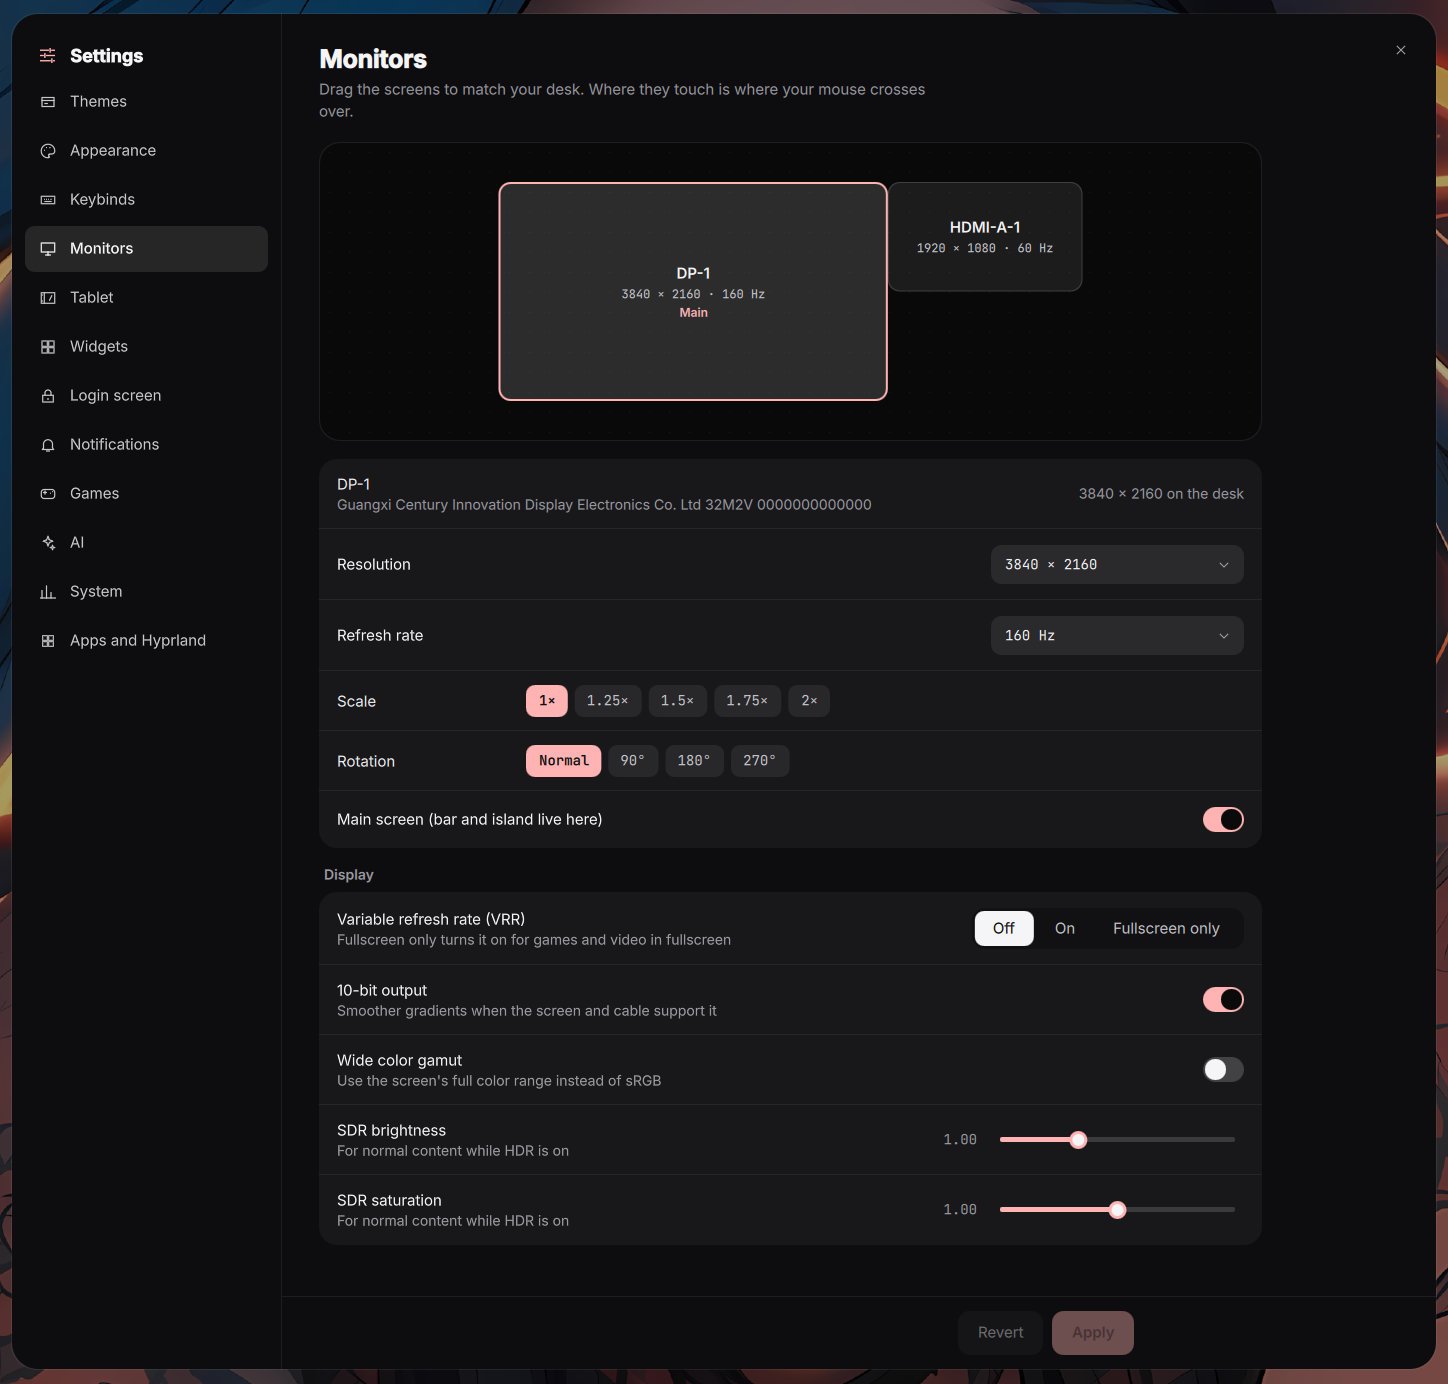 Settings
Themes
Appearance
Keybinds
Monitors
Tablet
Widgets
Login screen
Notifications
Games
AI
System
Apps and Hyprland
Monitors
Drag the screens to match your desk. Where they touch is where your mouse crosses
over.
DP-1
3840 × 2160 · 160 Hz
Main
HDMI-A-1
1920 × 1080 · 60 Hz
DP-1
Guangxi Century Innovation Display Electronics Co. Ltd 32M2V 0000000000000
3840 × 2160 on the desk
Resolution
3840 × 2160
Refresh rate
160 Hz
Scale
1× 1.25× 1.5× 1.75× 2×
Rotation
Normal 90° 180° 270°
Main screen (bar and island live here)
Display
Variable refresh rate (VRR)
Fullscreen only turns it on for games and video in fullscreen
Off On Fullscreen only
10-bit output
Smoother gradients when the screen and cable support it
Wide color gamut
Use the screen's full color range instead of sRGB
SDR brightness
For normal content while HDR is on
1.00
SDR saturation
For normal content while HDR is on
1.00
Revert Apply